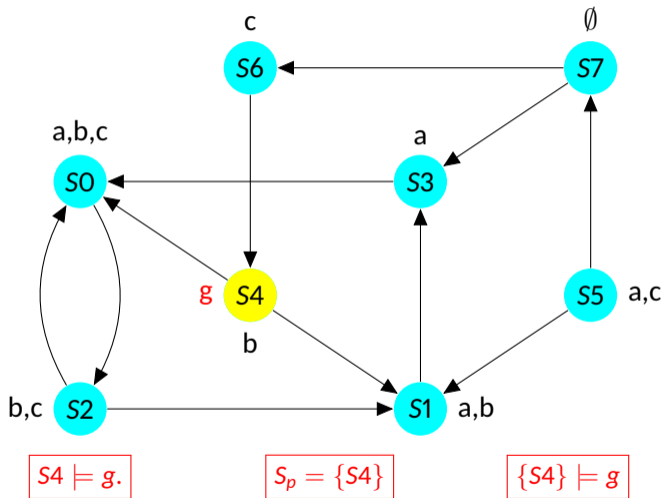 c
∅
S6
S7
a,b,c
a
S0
S3
g
S4
S5
a,c
b
b,c
S2
S1
a,b
S4 ⊨ g.
Sₚ = {S4}
{S4} ⊨ g